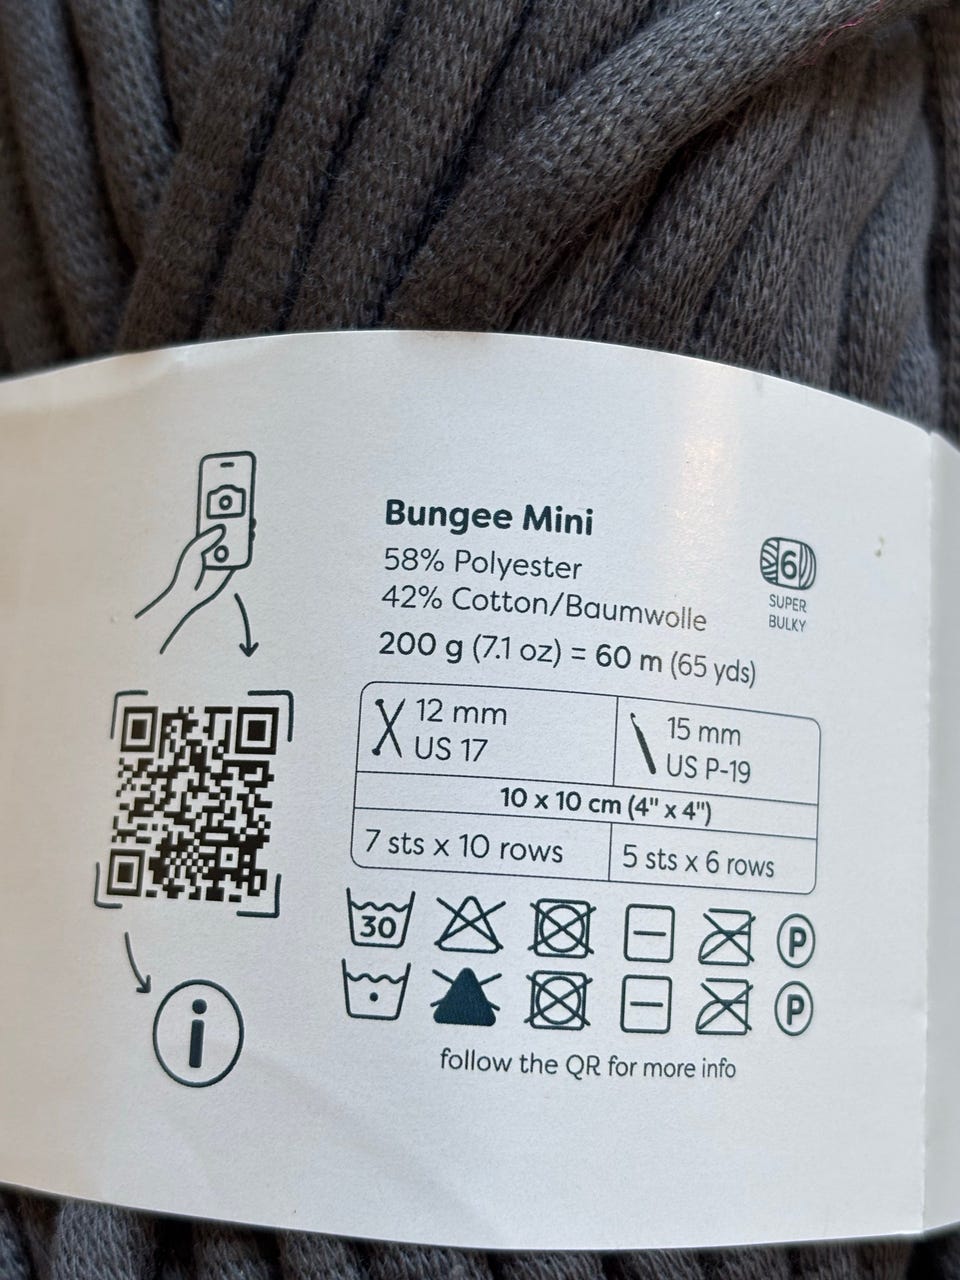 Bungee Mini
58% Polyester
42% Cotton/Baumwolle
200 g (7.1 oz) = 60 m (65 yds)
6
SUPER
BULKY
12 mm
US 17
15 mm
US P-19
10 x 10 cm (4" x 4")
7 sts x 10 rows
5 sts x 6 rows
30
P
P
follow the QR for more info
i